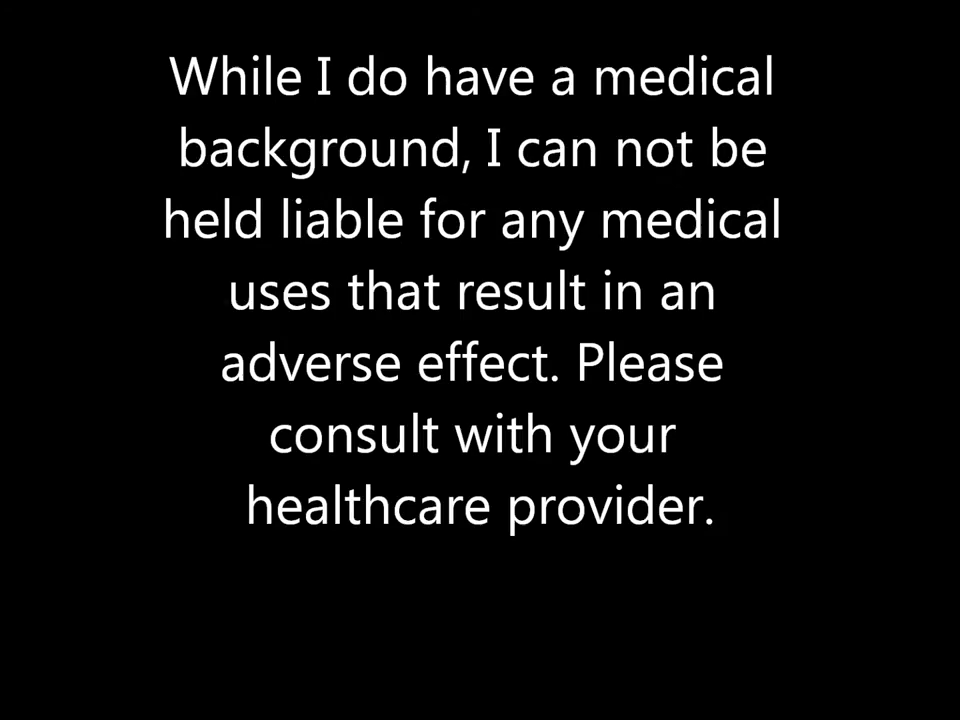 While I do have a medical
background, I can not be
held liable for any medical
uses that result in an
adverse effect. Please
consult with your
healthcare provider.